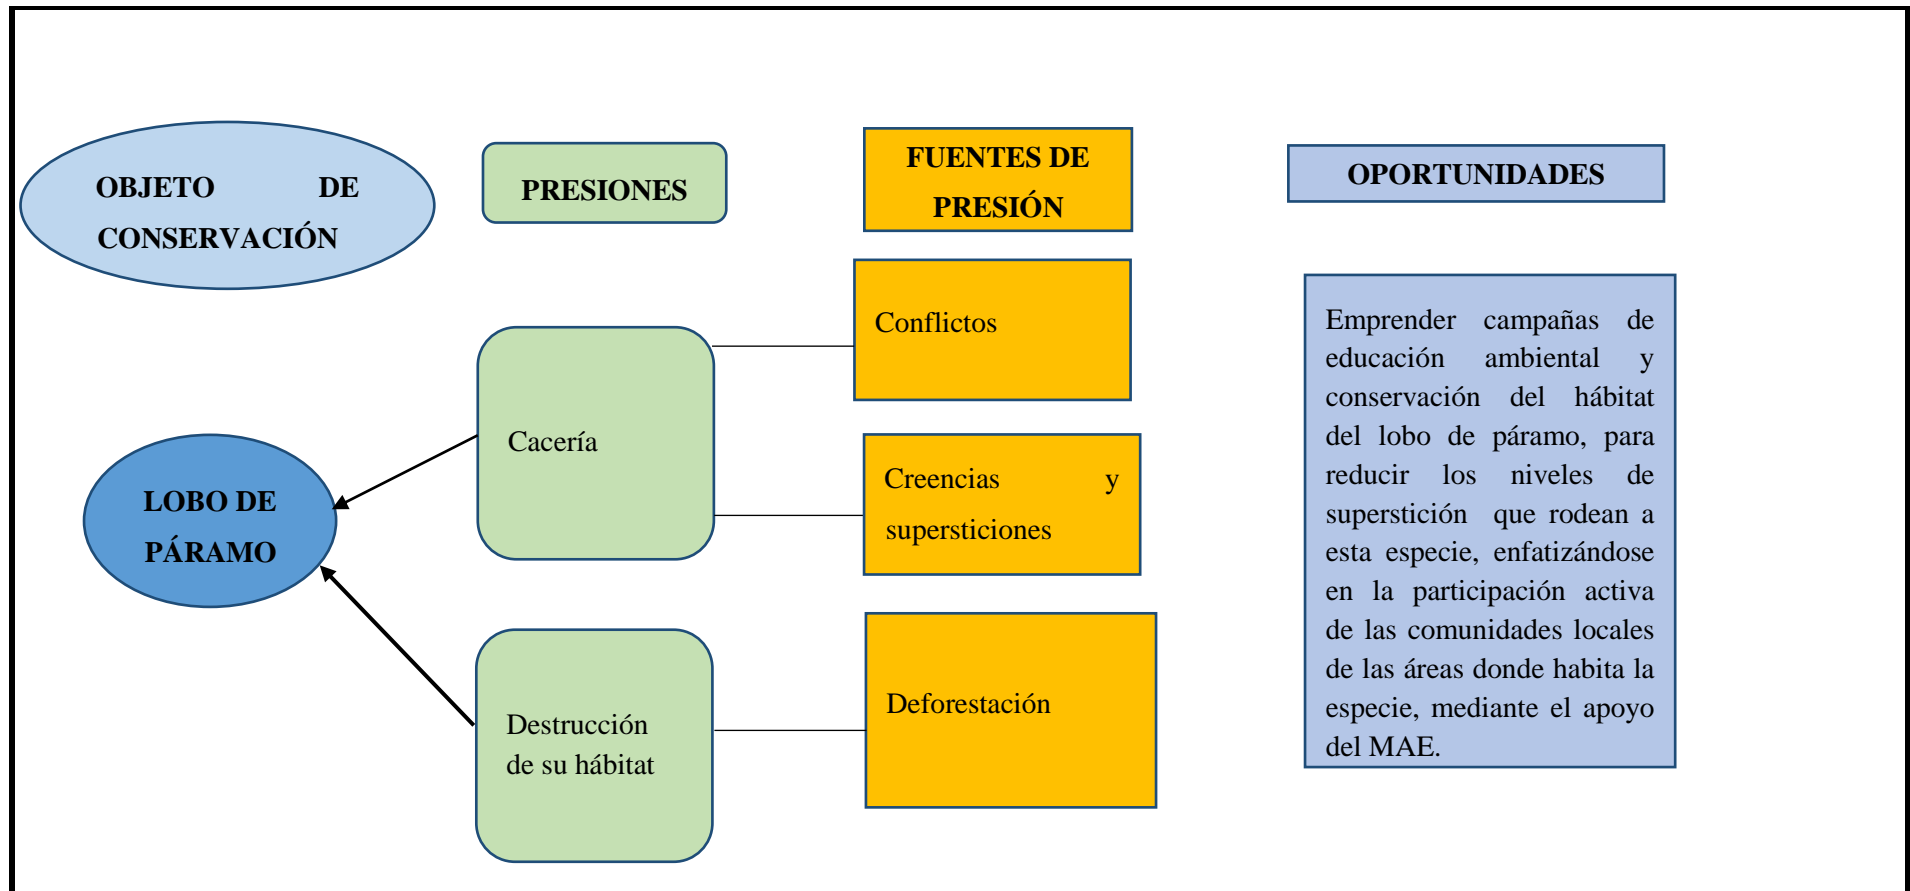 OBJETO DE
CONSERVACIÓN
PRESIONES
FUENTES DE
PRESIÓN
OPORTUNIDADES
LOBO DE
PÁRAMO
Cacería
Destrucción
de su hábitat
Conflictos
Creencias y
supersticiones
Deforestación
Emprender campañas de
educación ambiental y
conservación del hábitat
del lobo de páramo, para
reducir los niveles de
superstición que rodean a
esta especie, enfatizándose
en la participación activa
de las comunidades locales
de las áreas donde habita la
especie, mediante el apoyo
del MAE.